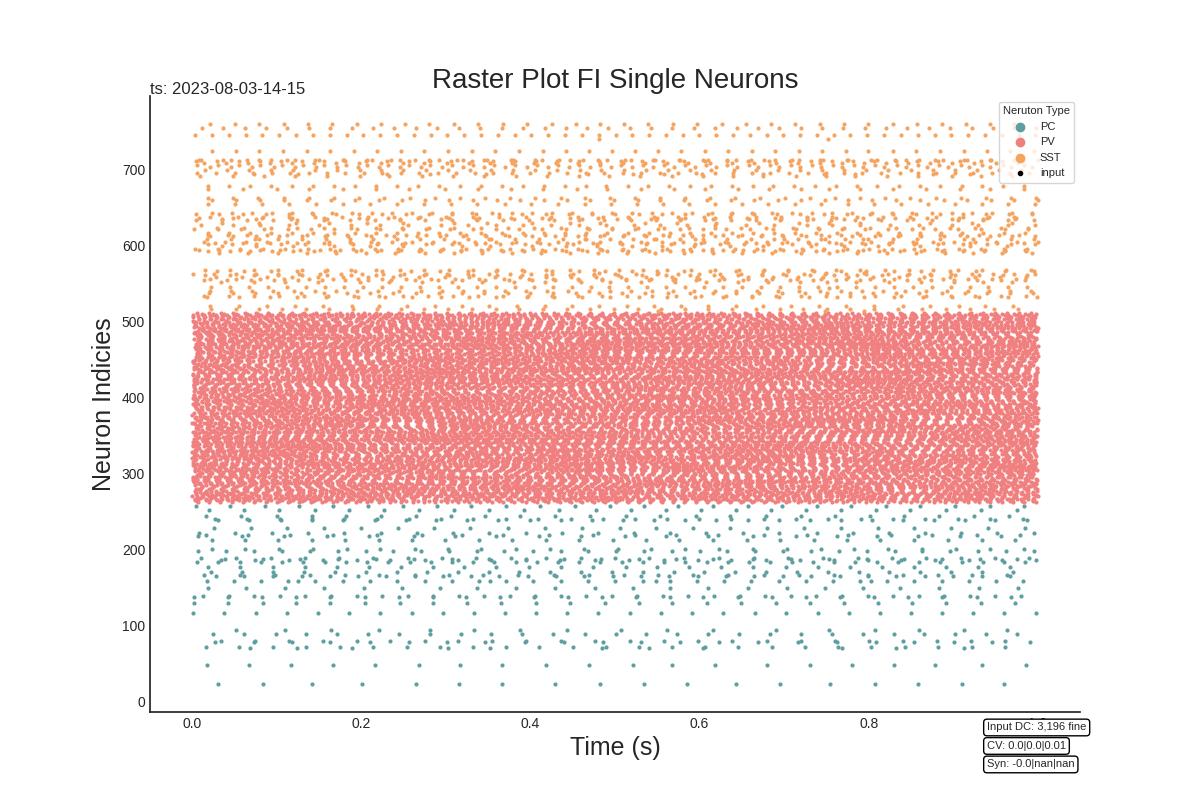 Raster Plot FI Single Neurons
ts: 2023-08-03-14-15
Neruton Type
PC
PV
SST
input
Neuron Indicies
700
600
500
400
300
200
100
0
0.0 0.2 0.4 0.6 0.8
Time (s)
Input DC: 3,196 fine
CV: 0.0|0.0|0.01
Syn: -0.0|nan|nan